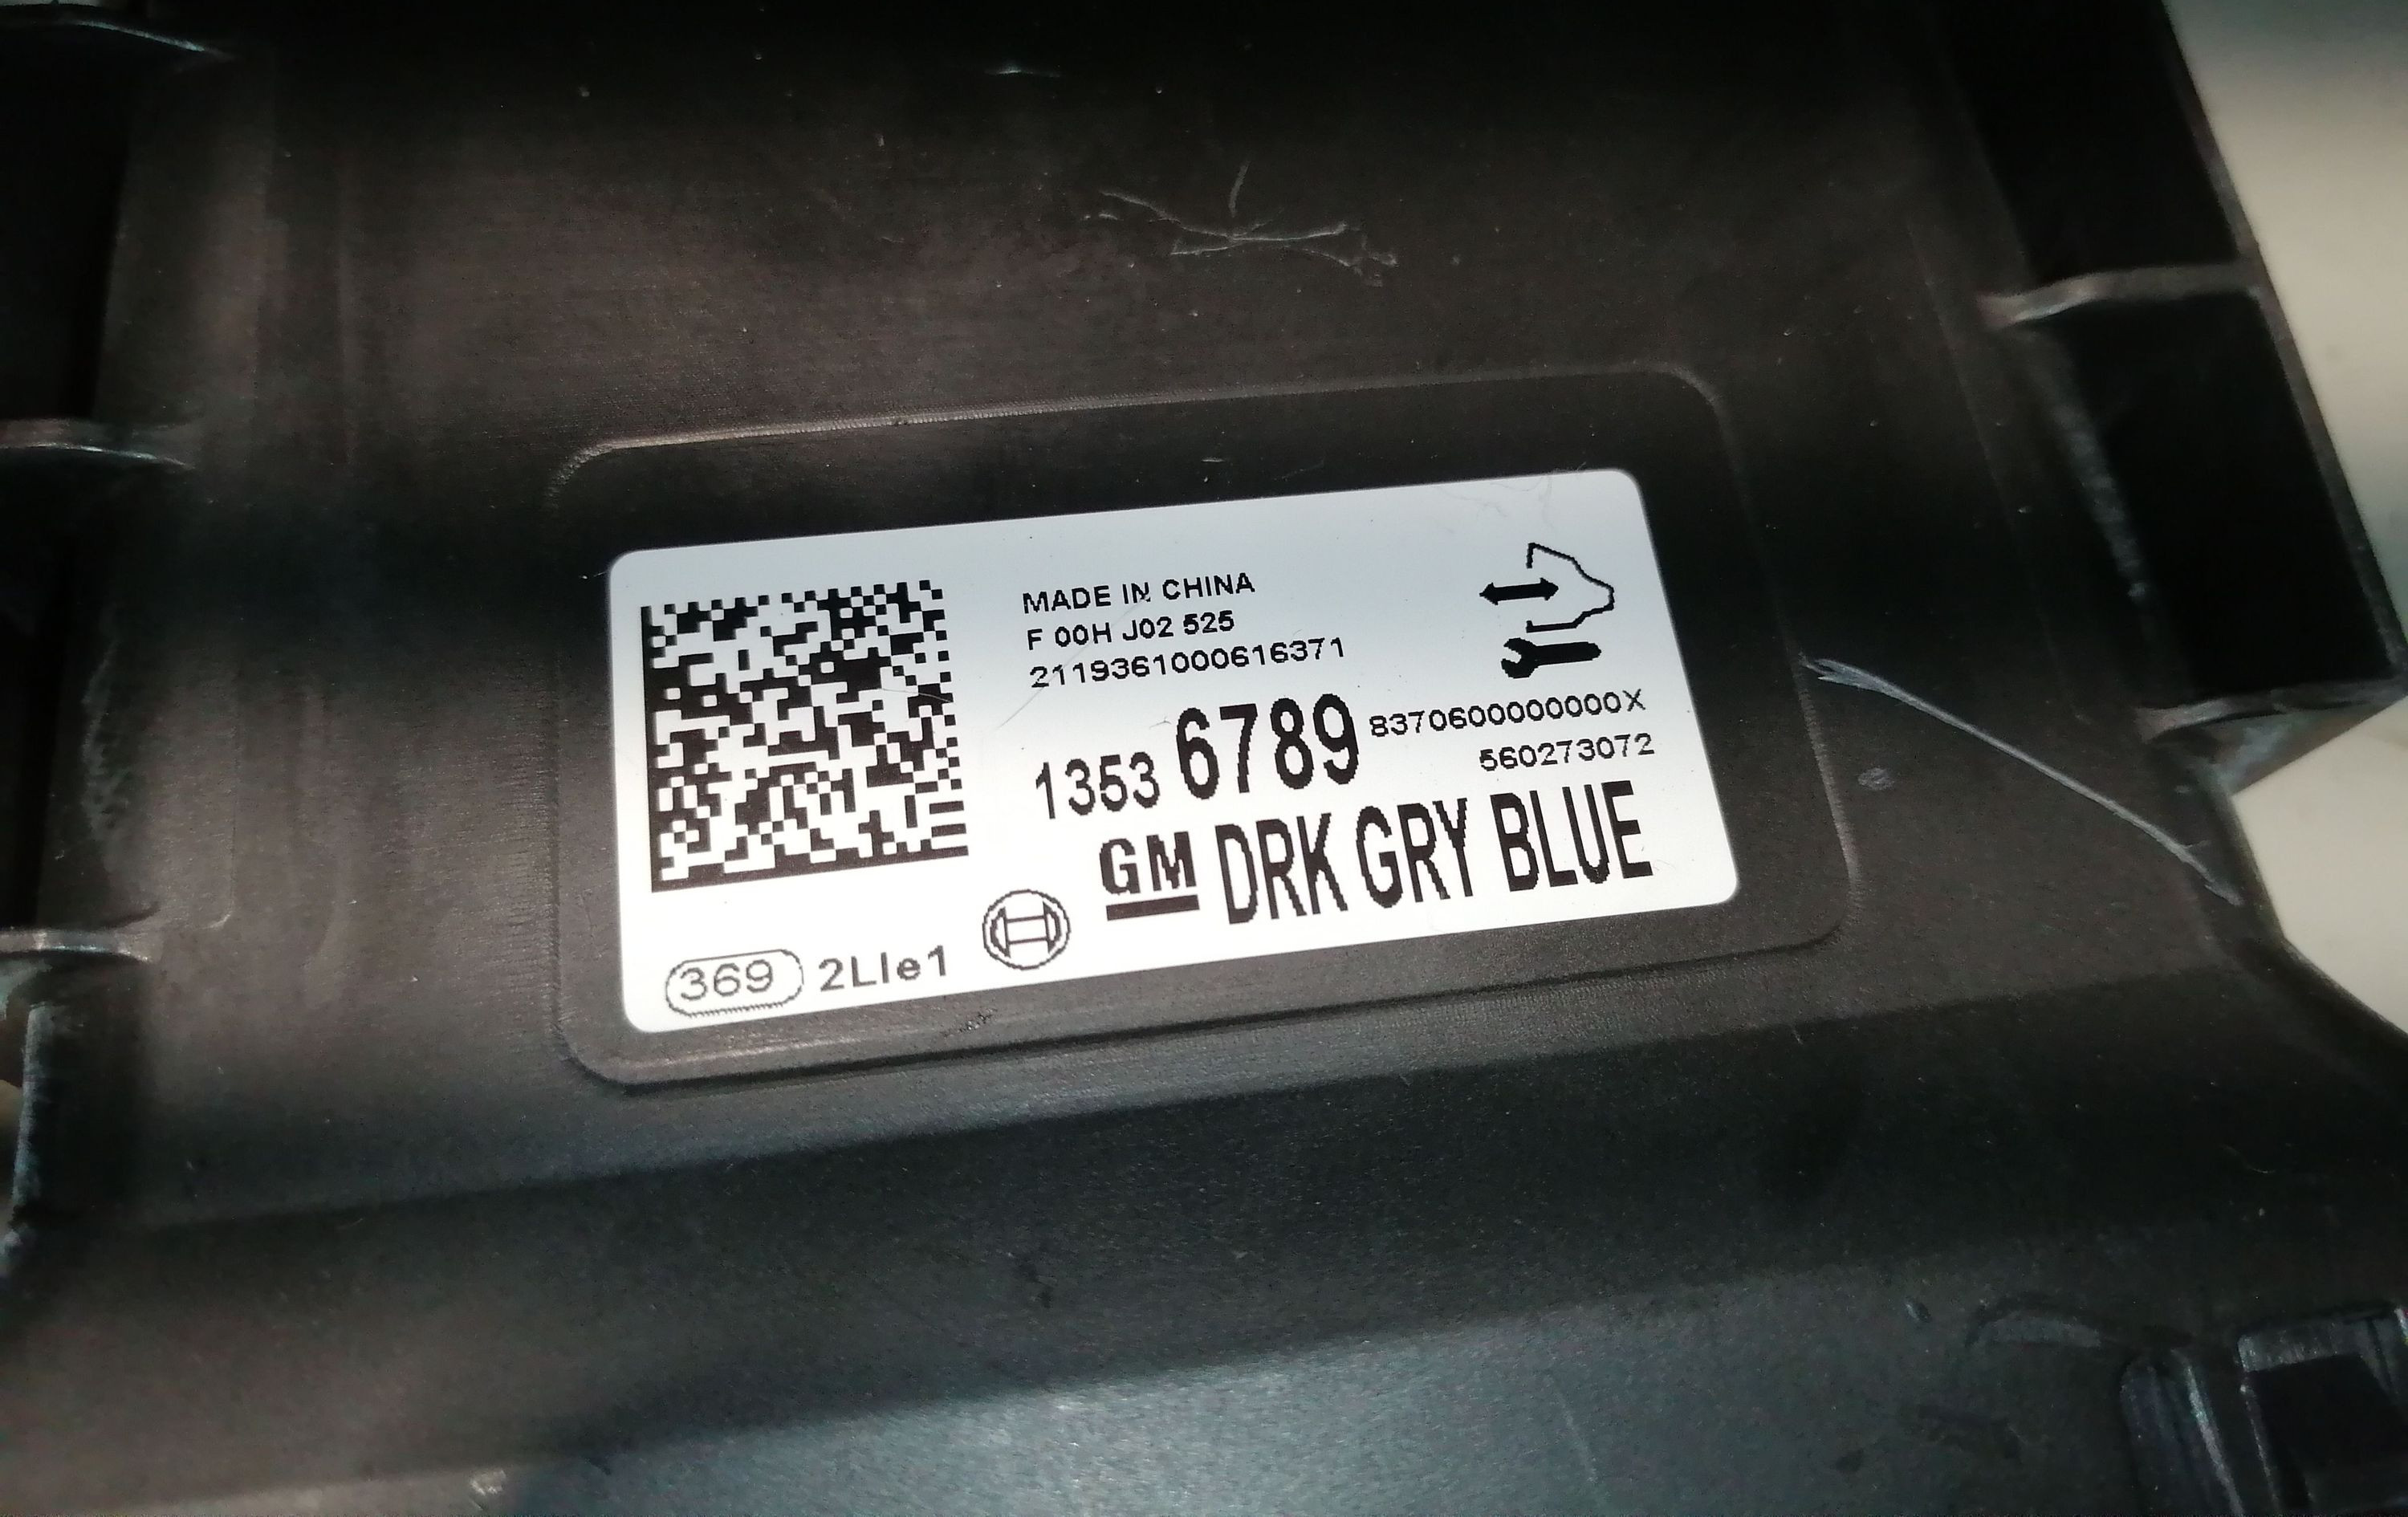 MADE IN CHINA
F 00H J02 525
2119361000616371
1353 6789
8370600000000X
560273072
GM DRK GRY BLUE
369 2LIe1